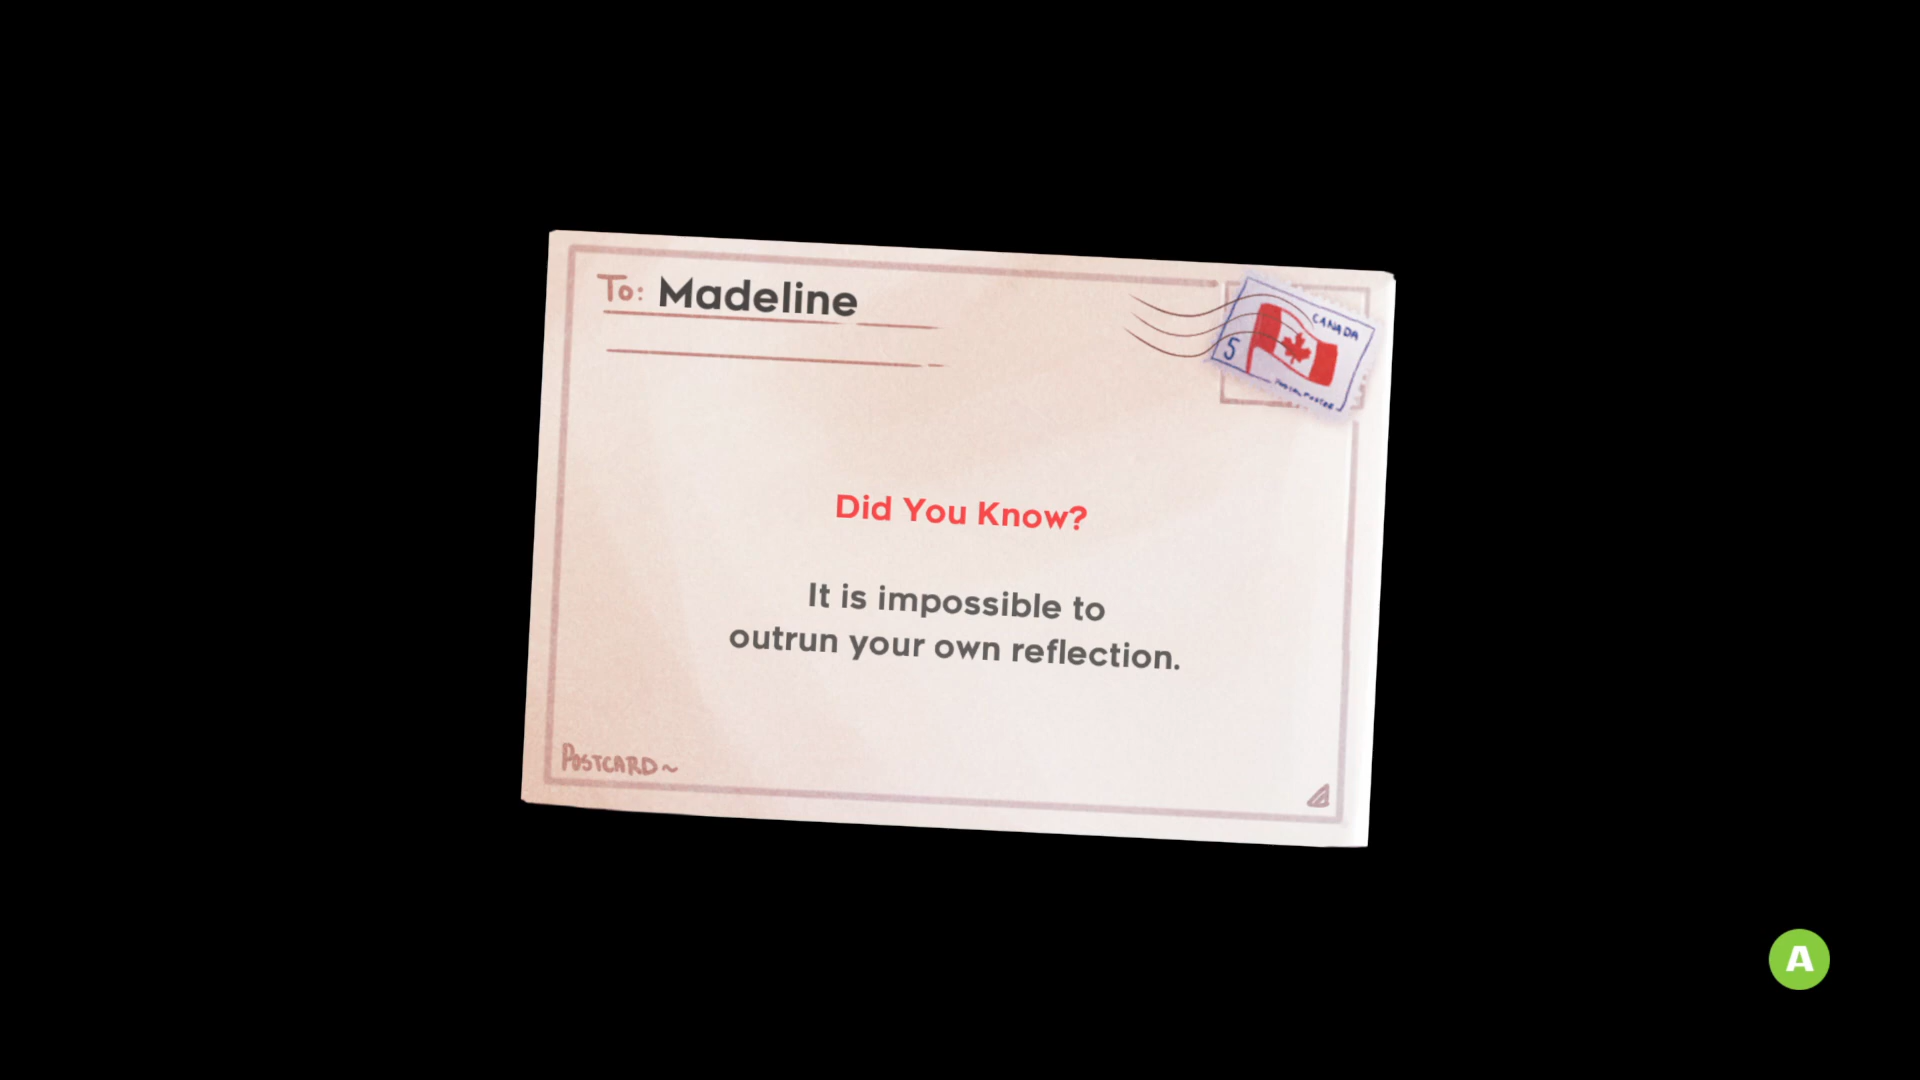 To: Madeline
CANADA
5
Did You Know?
It is impossible to
outrun your own reflection.
POSTCARD~
A